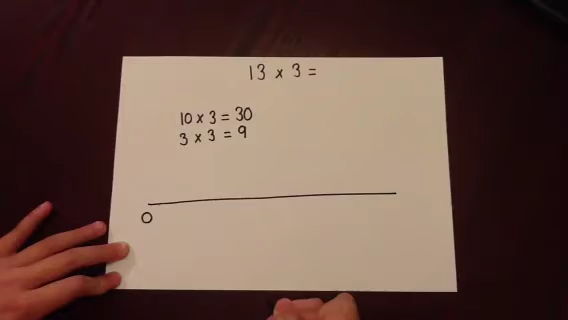 13 x 3 =
10 x 3 = 30
3 x 3 = 9
0